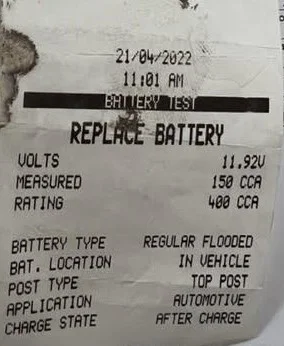 21/04/2022
11:01 AM
BATTERY TEST
REPLACE BATTERY
VOLTS 11.92V
MEASURED 150 CCA
RATING 400 CCA
BATTERY TYPE REGULAR FLOODED
BAT. LOCATION IN VEHICLE
POST TYPE TOP POST
APPLICATION AUTOMOTIVE
CHARGE STATE AFTER CHARGE